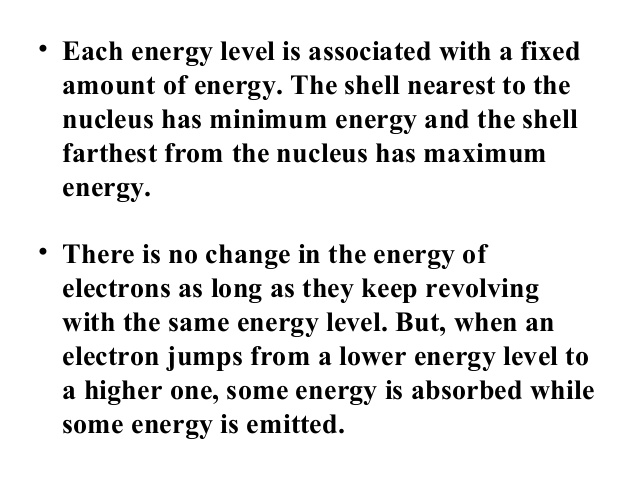 • Each energy level is associated with a fixed
amount of energy. The shell nearest to the
nucleus has minimum energy and the shell
farthest from the nucleus has maximum
energy.
• There is no change in the energy of
electrons as long as they keep revolving
with the same energy level. But, when an
electron jumps from a lower energy level to
a higher one, some energy is absorbed while
some energy is emitted.